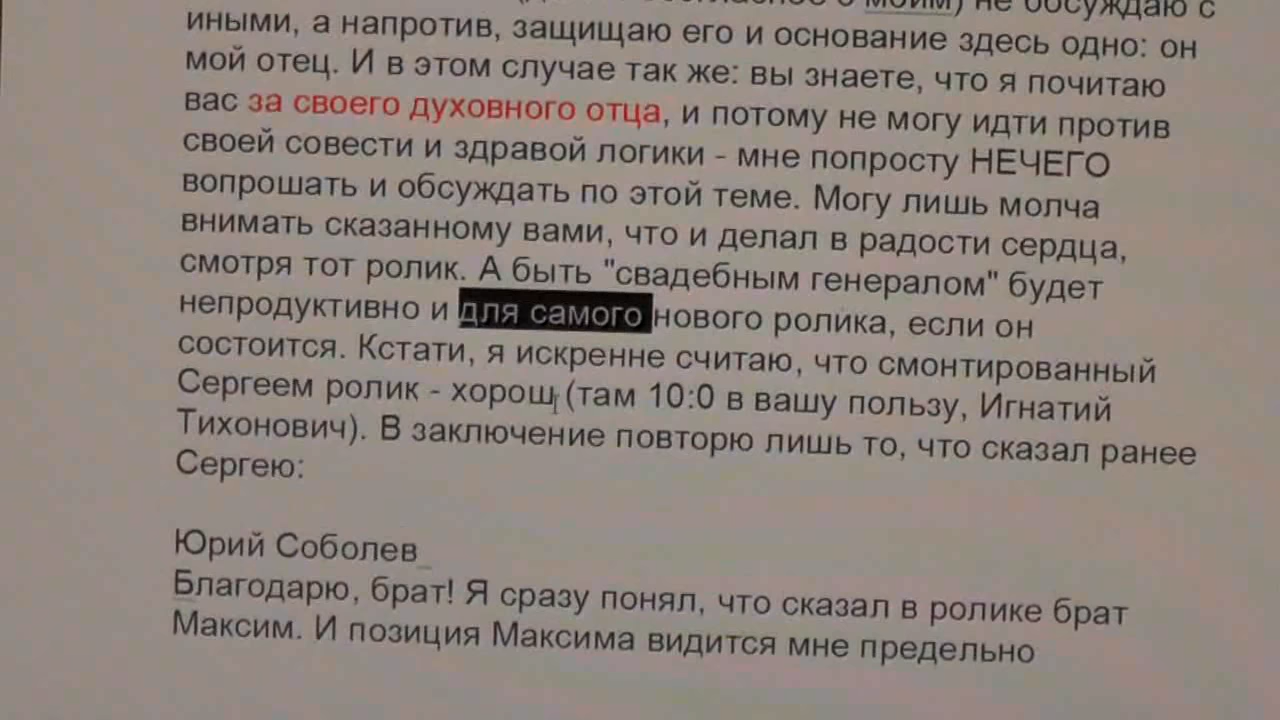 моим) не обсуждаю с
иными, а напротив, защищаю его и основание здесь одно: он
мой отец. И в этом случае так же: вы знаете, что я почитаю
вас за своего духовного отца, и потому не могу идти против
своей совести и здравой логики - мне попросту НЕЧЕГО
вопрошать и обсуждать по этой теме. Могу лишь молча
внимать сказанному вами, что и делал в радости сердца,
смотря тот ролик. А быть "свадебным генералом" будет
непродуктивно и для самого нового ролика, если он
состоится. Кстати, я искренне считаю, что смонтированный
Сергеем ролик - хорош (там 10:0 в вашу пользу, Игнатий
Тихонович). В заключение повторю лишь то, что сказал ранее
Сергею:
Юрий Соболев
Благодарю, брат! Я сразу понял, что сказал в ролике брат
Максим. И позиция Максима видится мне предельно